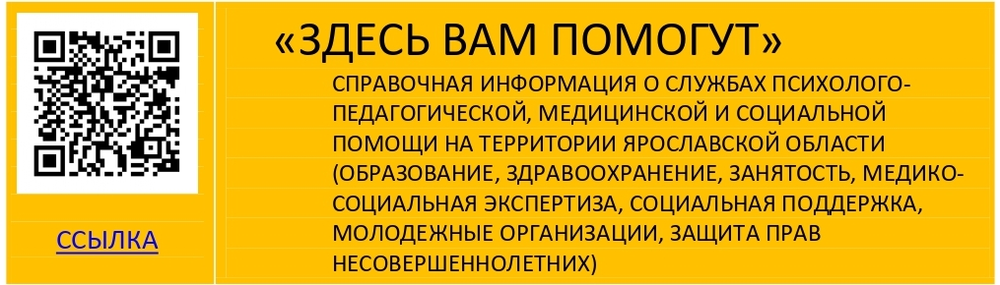 «ЗДЕСЬ ВАМ ПОМОГУТ»
СПРАВОЧНАЯ ИНФОРМАЦИЯ О СЛУЖБАХ ПСИХОЛОГО-
ПЕДАГОГИЧЕСКОЙ, МЕДИЦИНСКОЙ И СОЦИАЛЬНОЙ
ПОМОЩИ НА ТЕРРИТОРИИ ЯРОСЛАВСКОЙ ОБЛАСТИ
(ОБРАЗОВАНИЕ, ЗДРАВООХРАНЕНИЕ, ЗАНЯТОСТЬ, МЕДИКО-
СОЦИАЛЬНАЯ ЭКСПЕРТИЗА, СОЦИАЛЬНАЯ ПОДДЕРЖКА,
МОЛОДЕЖНЫЕ ОРГАНИЗАЦИИ, ЗАЩИТА ПРАВ
НЕСОВЕРШЕННОЛЕТНИХ)
ССЫЛКА